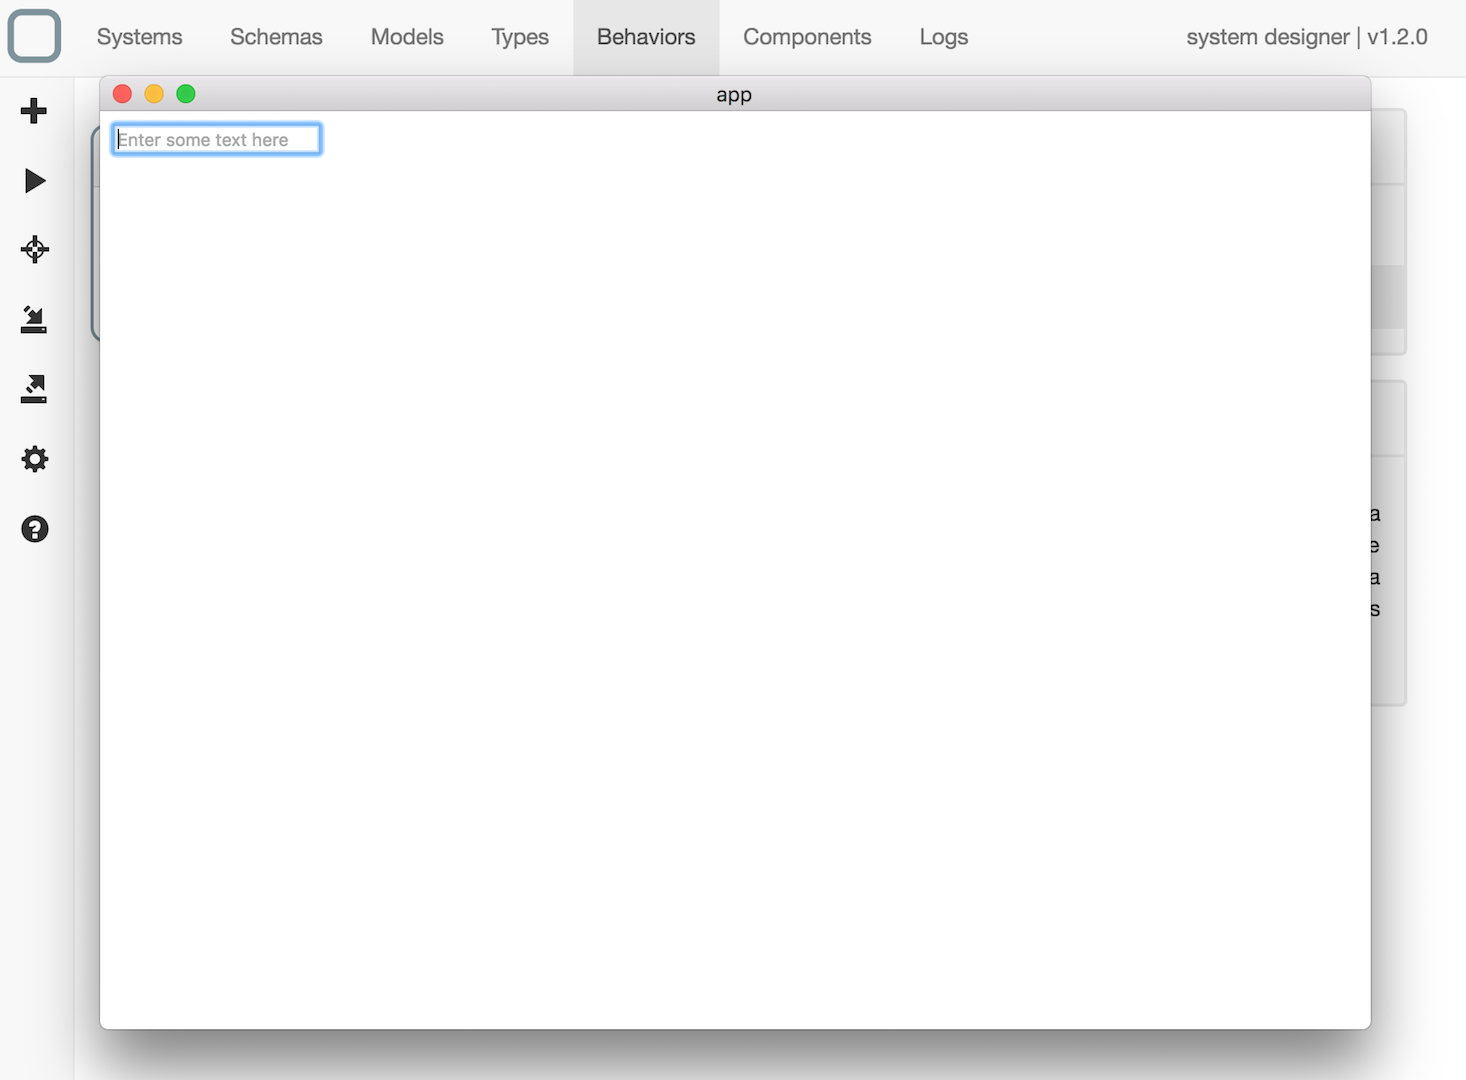 Systems Schemas Models Types Behaviors Components Logs system designer | v1.2.0
app
Enter some text here
a
e
a
s